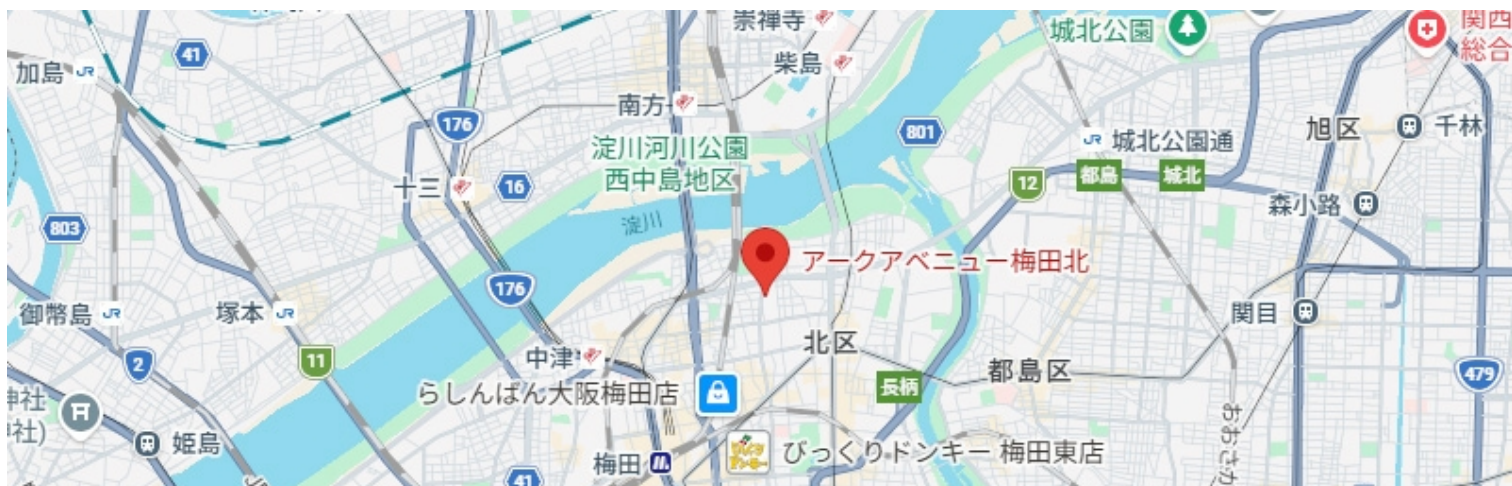 崇禅寺
関西
総合
城北公園
41
加島
柴島
南方
176
801
旭区
千林
城北公園通
淀川河川公園
西中島地区
都島
城北
12
十三
16
森小路
803
淀川
アークアベニュー梅田北
176
御幣島
塚本
関目
北区
2
11
中津
都島区
479
らしんばん大阪梅田店
長柄
神社
神社)
姫島
梅田
びっくりドンキー 梅田東店
おおさか
41